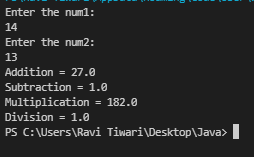 Enter the num1:
14
Enter the num2:
13
Addition = 27.0
Subtraction = 1.0
Multiplication = 182.0
Division = 1.0
PS C:\Users\Ravi Tiwari\Desktop\Java>